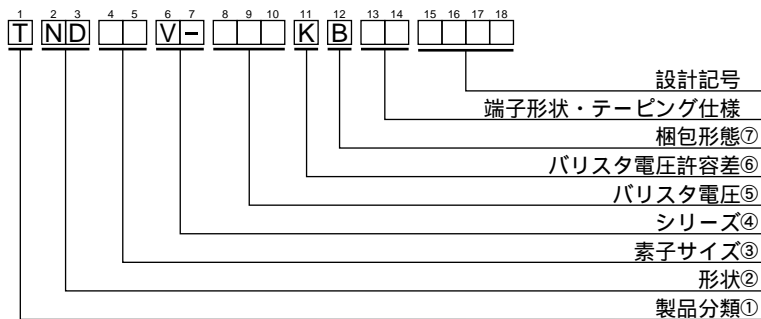 1 2 3 4 5 6 7 8 9 10 11 12 13 14 15 16 17 18
T ND V- K B
設計記号
端子形状・テーピング仕様
梱包形態⑦
バリスタ電圧許容差⑥
バリスタ電圧⑤
シリーズ④
素子サイズ③
形状②
製品分類①